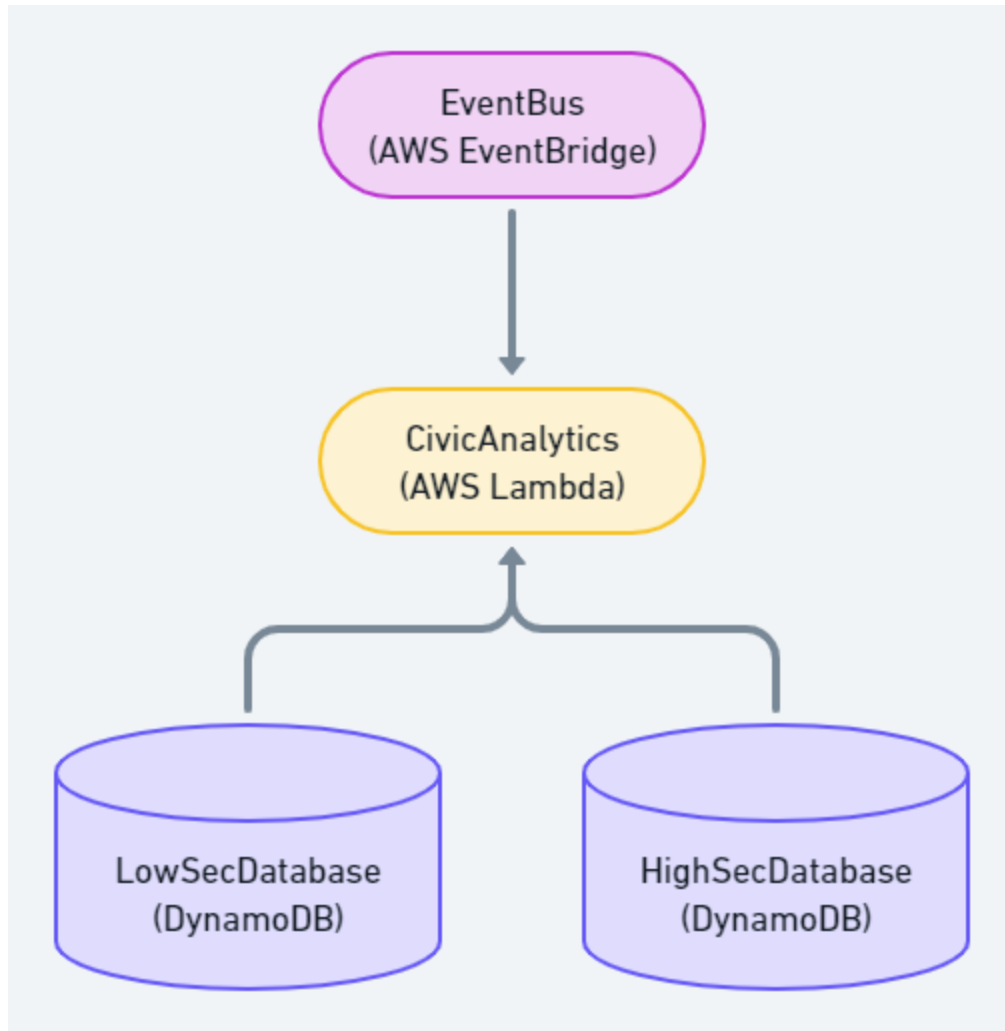 EventBus
(AWS EventBridge)
CivicAnalytics
(AWS Lambda)
LowSecDatabase
(DynamoDB)
HighSecDatabase
(DynamoDB)